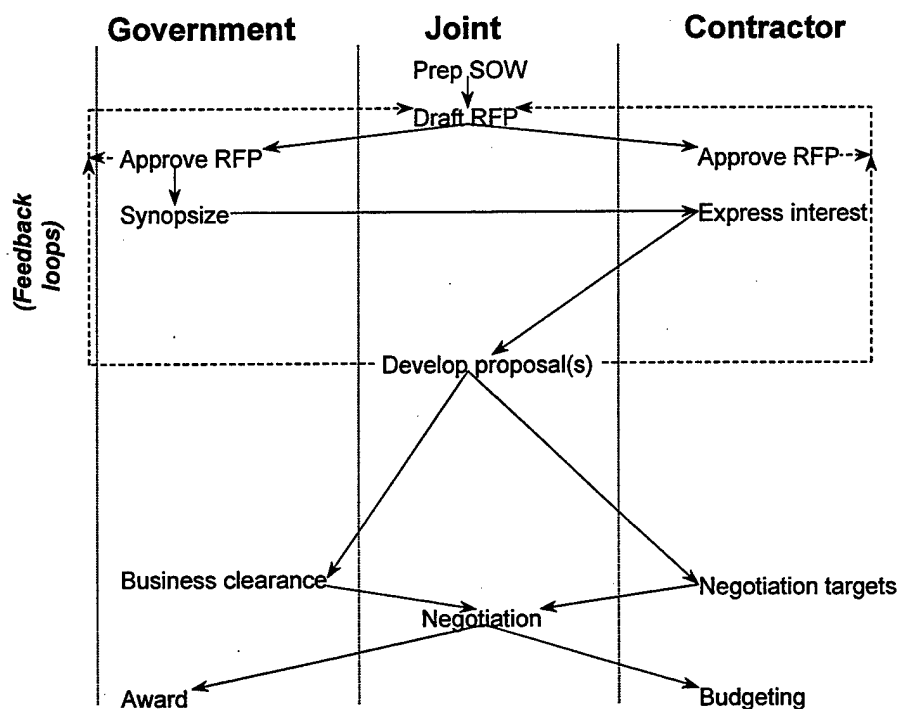 Government
Joint
Contractor
Prep SOW
Draft RFP
Approve RFP
Approve RFP
Synopsize
Express interest
(Feedback
loops)
Develop proposal(s)
Business clearance
Negotiation targets
Negotiation
Award
Budgeting